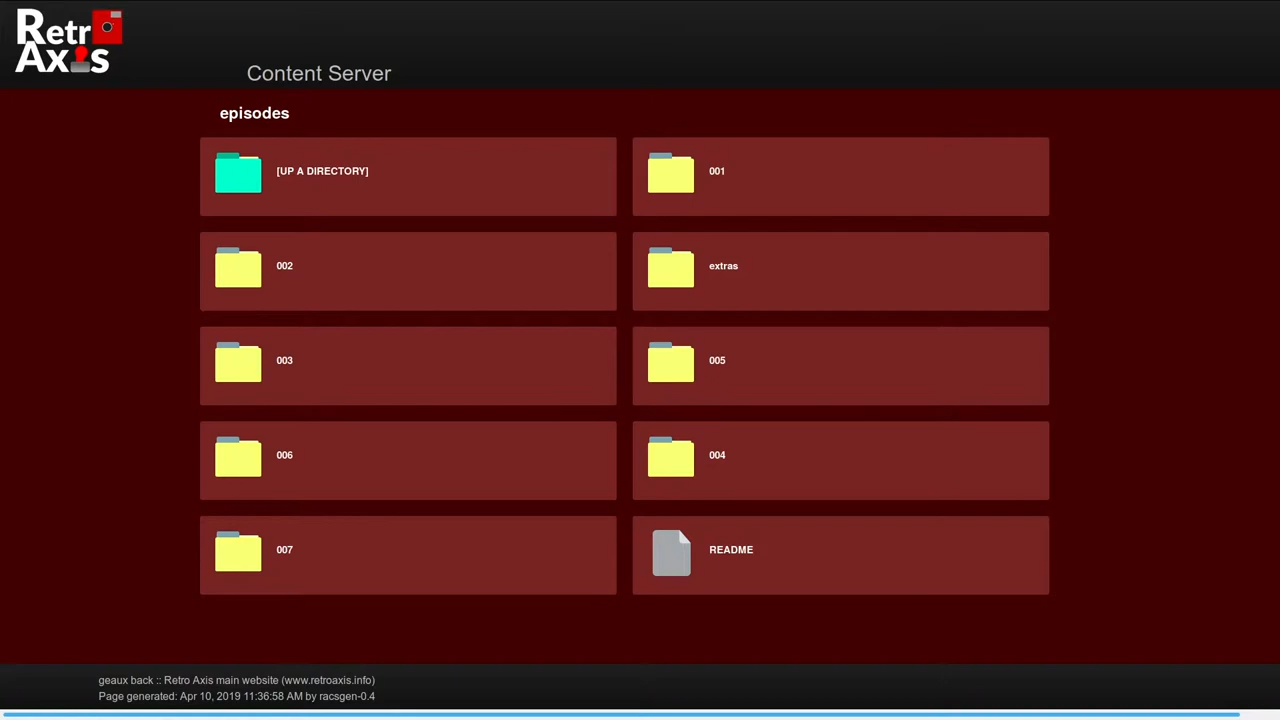 Retr
Axis
Content Server
episodes
[UP A DIRECTORY]
001
002
extras
003
005
006
004
007
README
geaux back :: Retro Axis main website (www.retroaxis.info)
Page generated: Apr 10, 2019 11:36:58 AM by racsgen-0.4